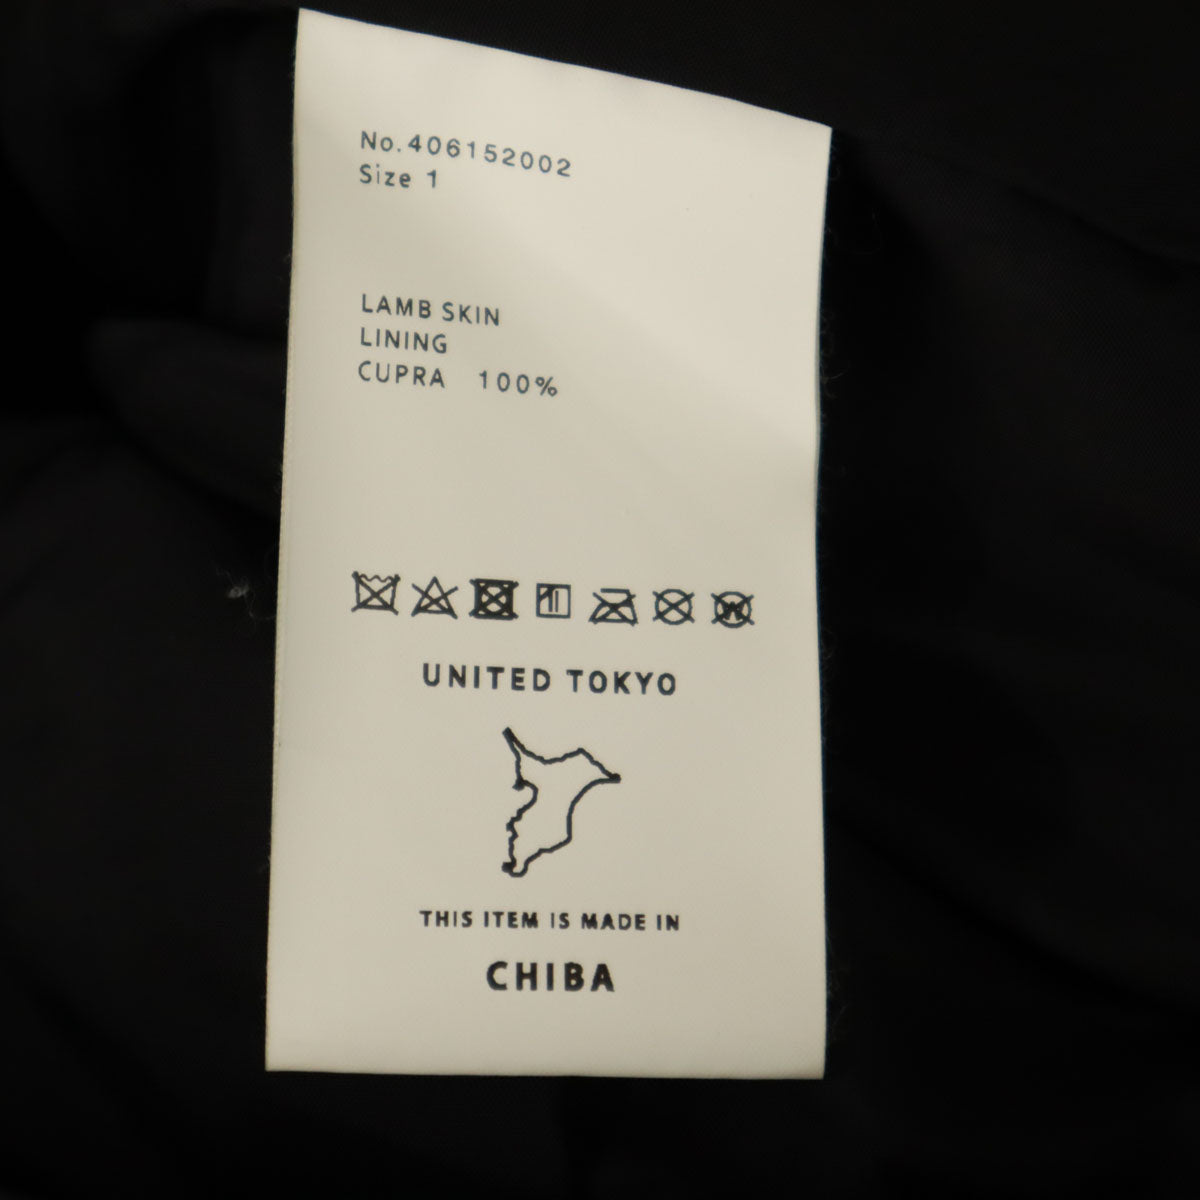 No.406152002
Size 1
LAMB SKIN
LINING
CUPRA 100%
UNITED TOKYO
THIS ITEM IS MADE IN
CHIBA